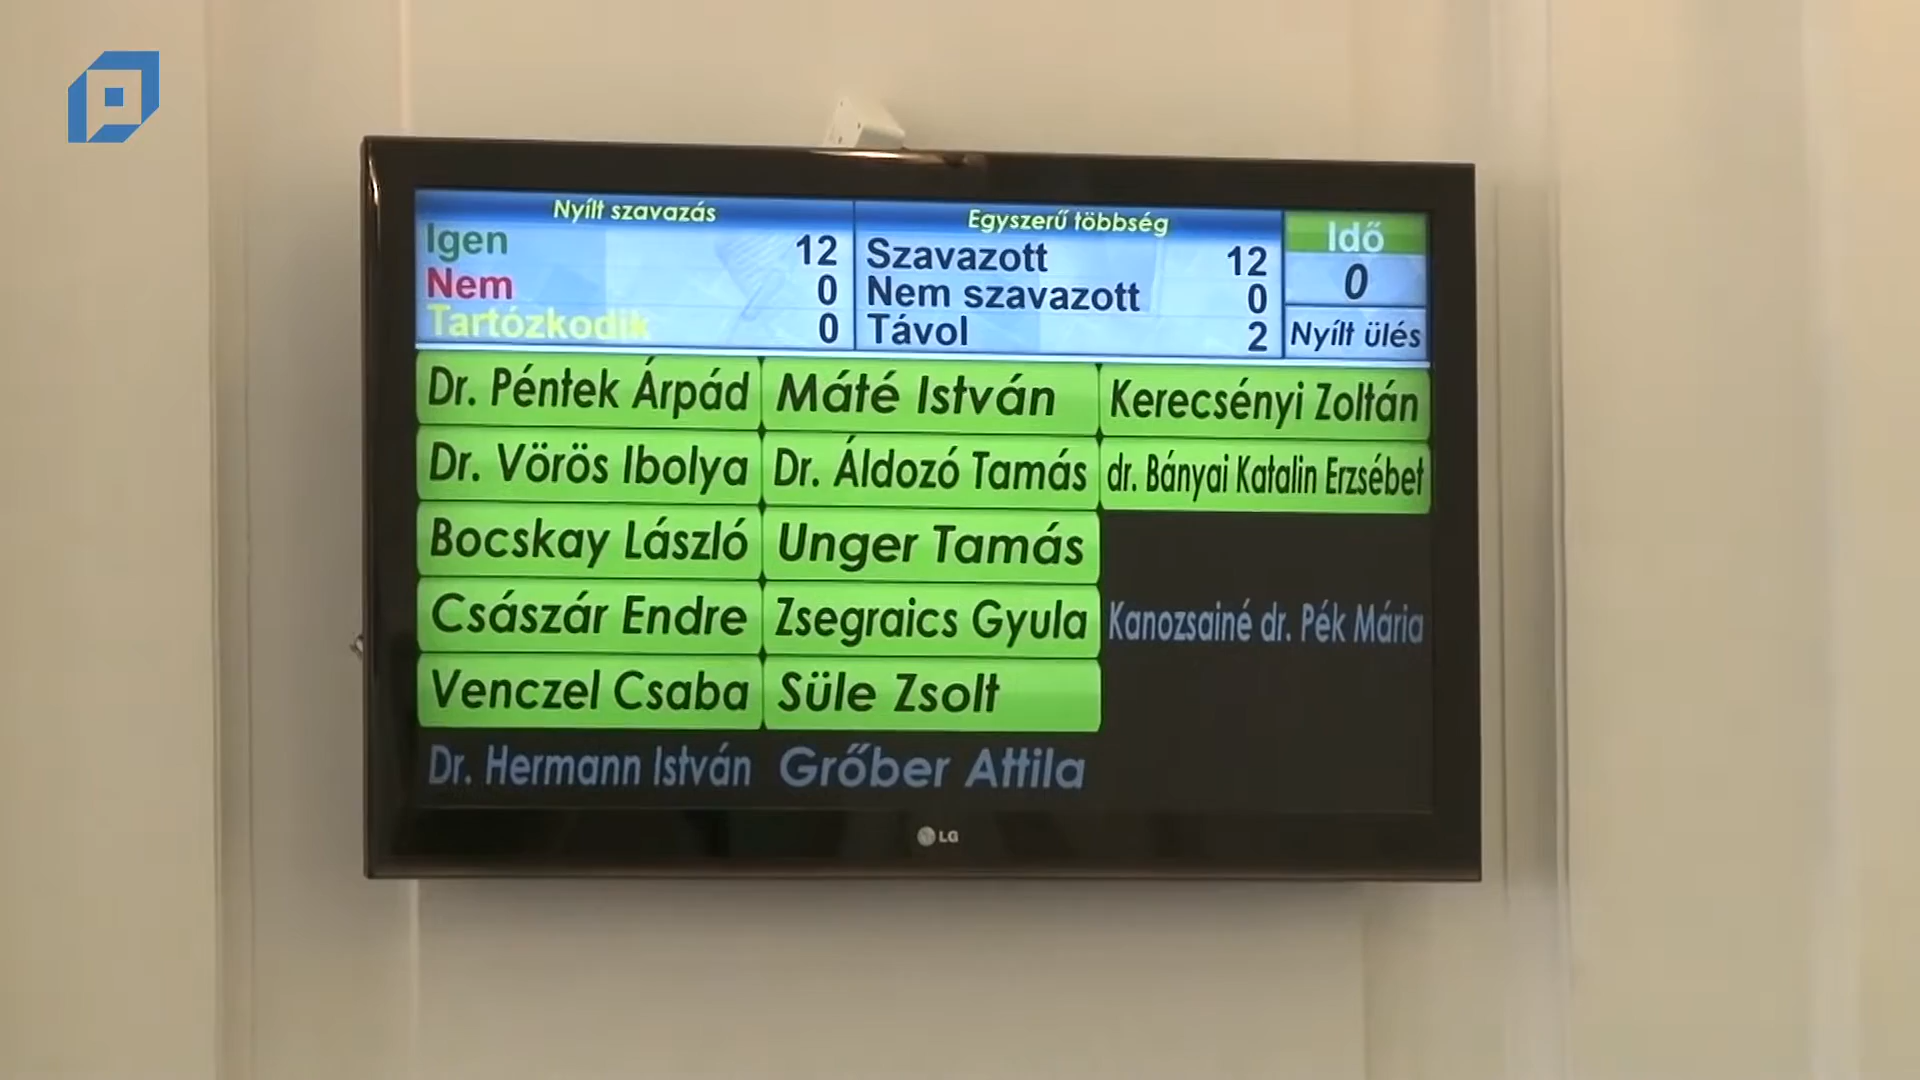 Nyílt szavazás
Igen 12
Nem 0
Tartózkodik 0
Egyszerű többség
Szavazott 12
Nem szavazott 0
Távol 2
Idő
0
Nyílt ülés
Dr. Péntek Árpád Máté István Kerecsényi Zoltán
Dr. Vörös Ibolya Dr. Áldozó Tamás dr. Bányai Katalin Erzsébet
Bocskay László Unger Tamás
Császár Endre Zsegraics Gyula Kanozsainé dr. Pék Mária
Venczel Csaba Süle Zsolt
Dr. Hermann István Grőber Attila
LG